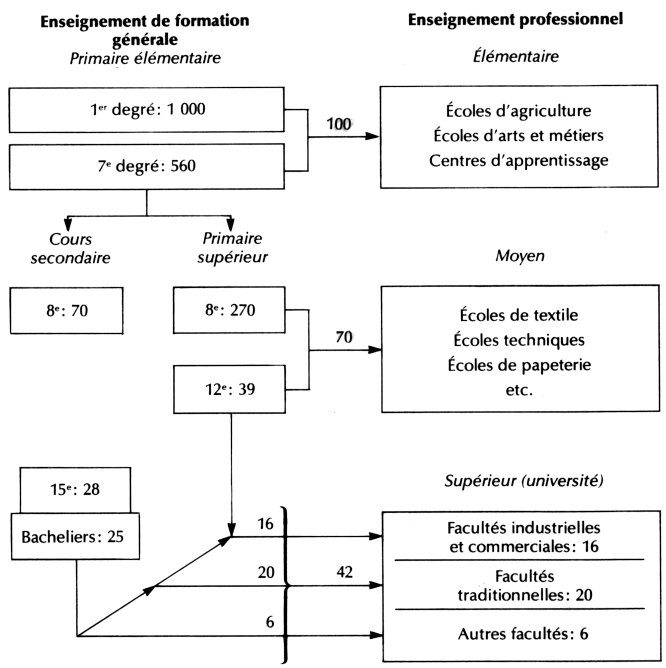 Enseignement de formation
générale
Primaire élémentaire
1er degré: 1 000
7e degré: 560
100
Enseignement professionnel
Élémentaire
Écoles d'agriculture
Écoles d'arts et métiers
Centres d'apprentissage
Cours
secondaire
8e: 70
Primaire
supérieur
8e: 270
12e: 39
70
Moyen
Écoles de textile
Écoles techniques
Écoles de papeterie
etc.
15e: 28
Bacheliers: 25
16
20
6
42
Supérieur (université)
Facultés industrielles
et commerciales: 16
Facultés
traditionnelles: 20
Autres facultés: 6